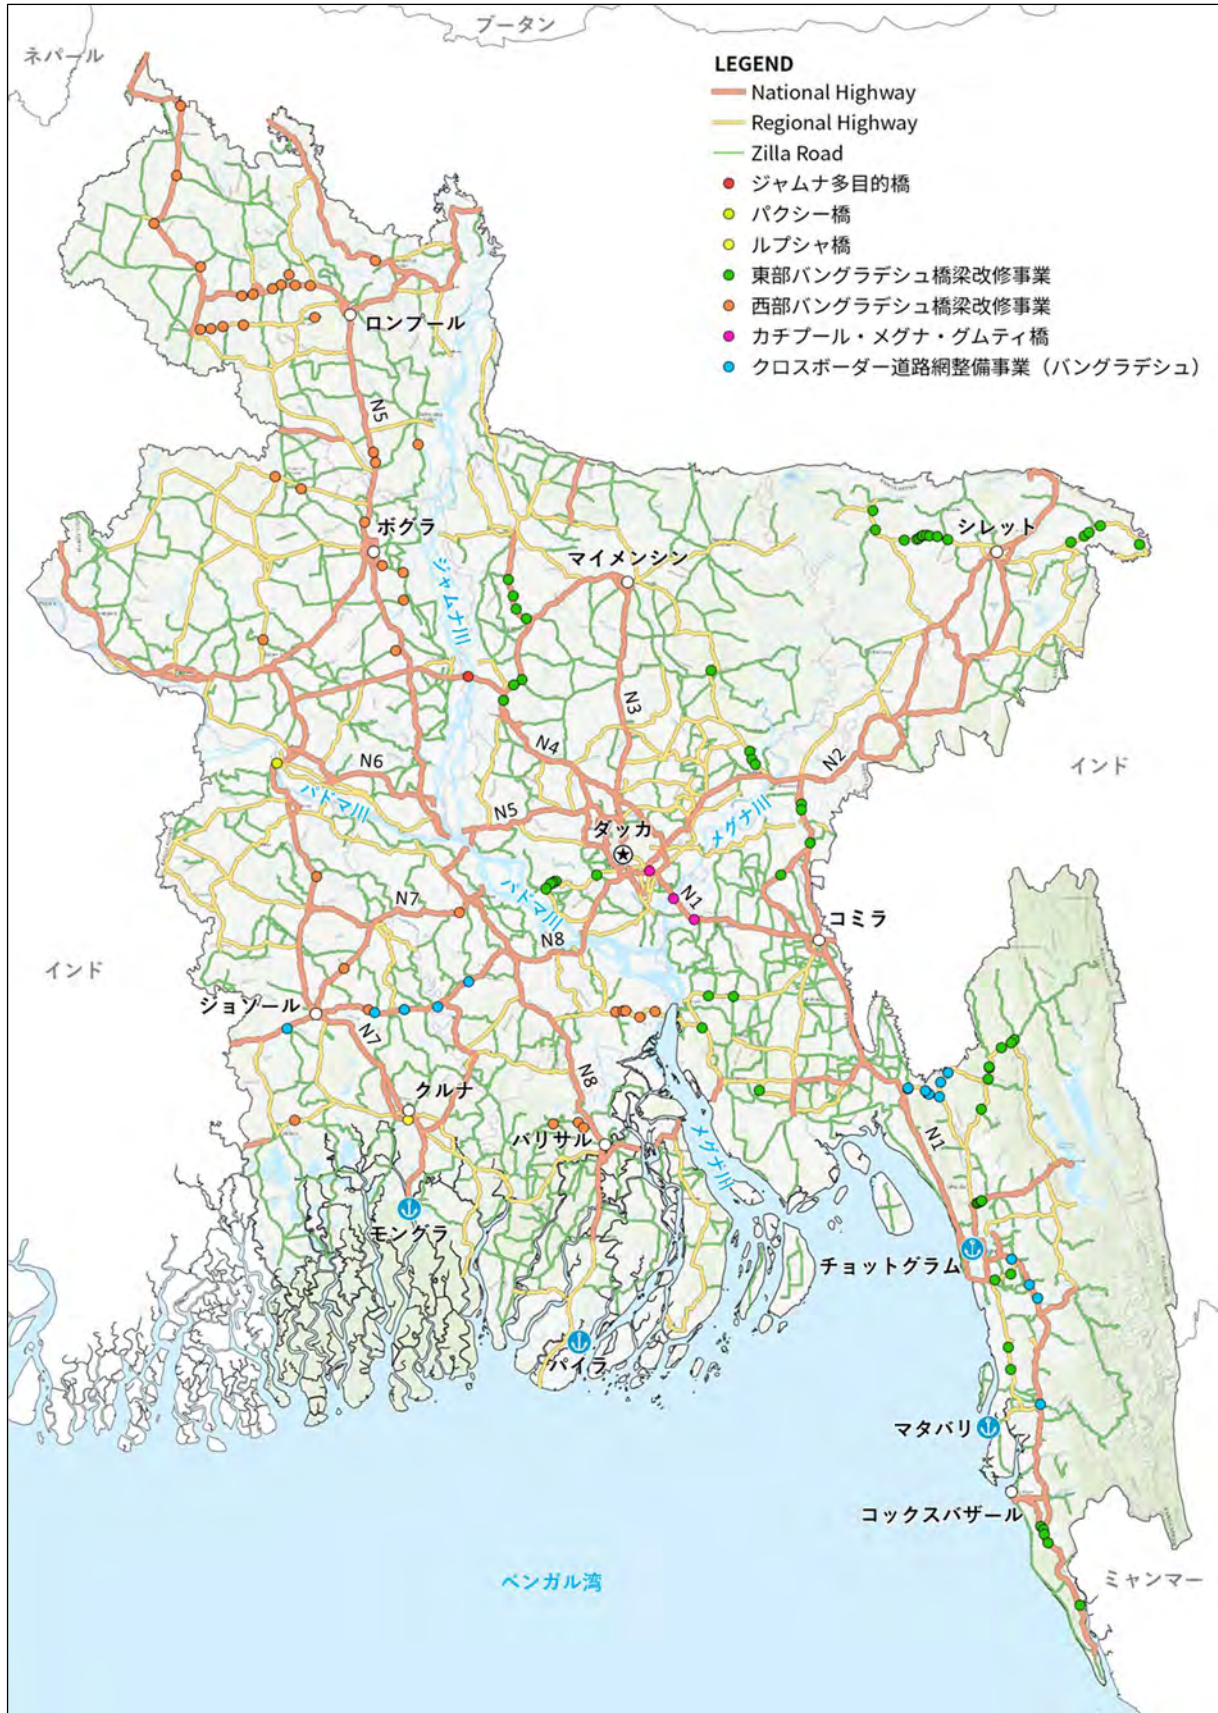 ブータン
ネパール
LEGEND
National Highway
Regional Highway
Zilla Road
ジャムナ多目的橋
パクシー橋
ルプシャ橋
東部バングラデシュ橋梁改修事業
西部バングラデシュ橋梁改修事業
カチプール・メグナ・グムティ橋
クロスボーダー道路網整備事業（バングラデシュ）
ロンプール
N5
ボグラ
シレット
マイメンシン
ジャムナ川
N3
N4
N2
N6
インド
パドマ川
N5
メグナ川
ダッカ
パドマ川
N1
N7
コミラ
N8
インド
ジョソール
N7
N8
クルナ
バリサル
N1
メグナ川
モングラ
チョットグラム
パイラ
マタバリ
コックスバザール
ベンガル湾
ミャンマー